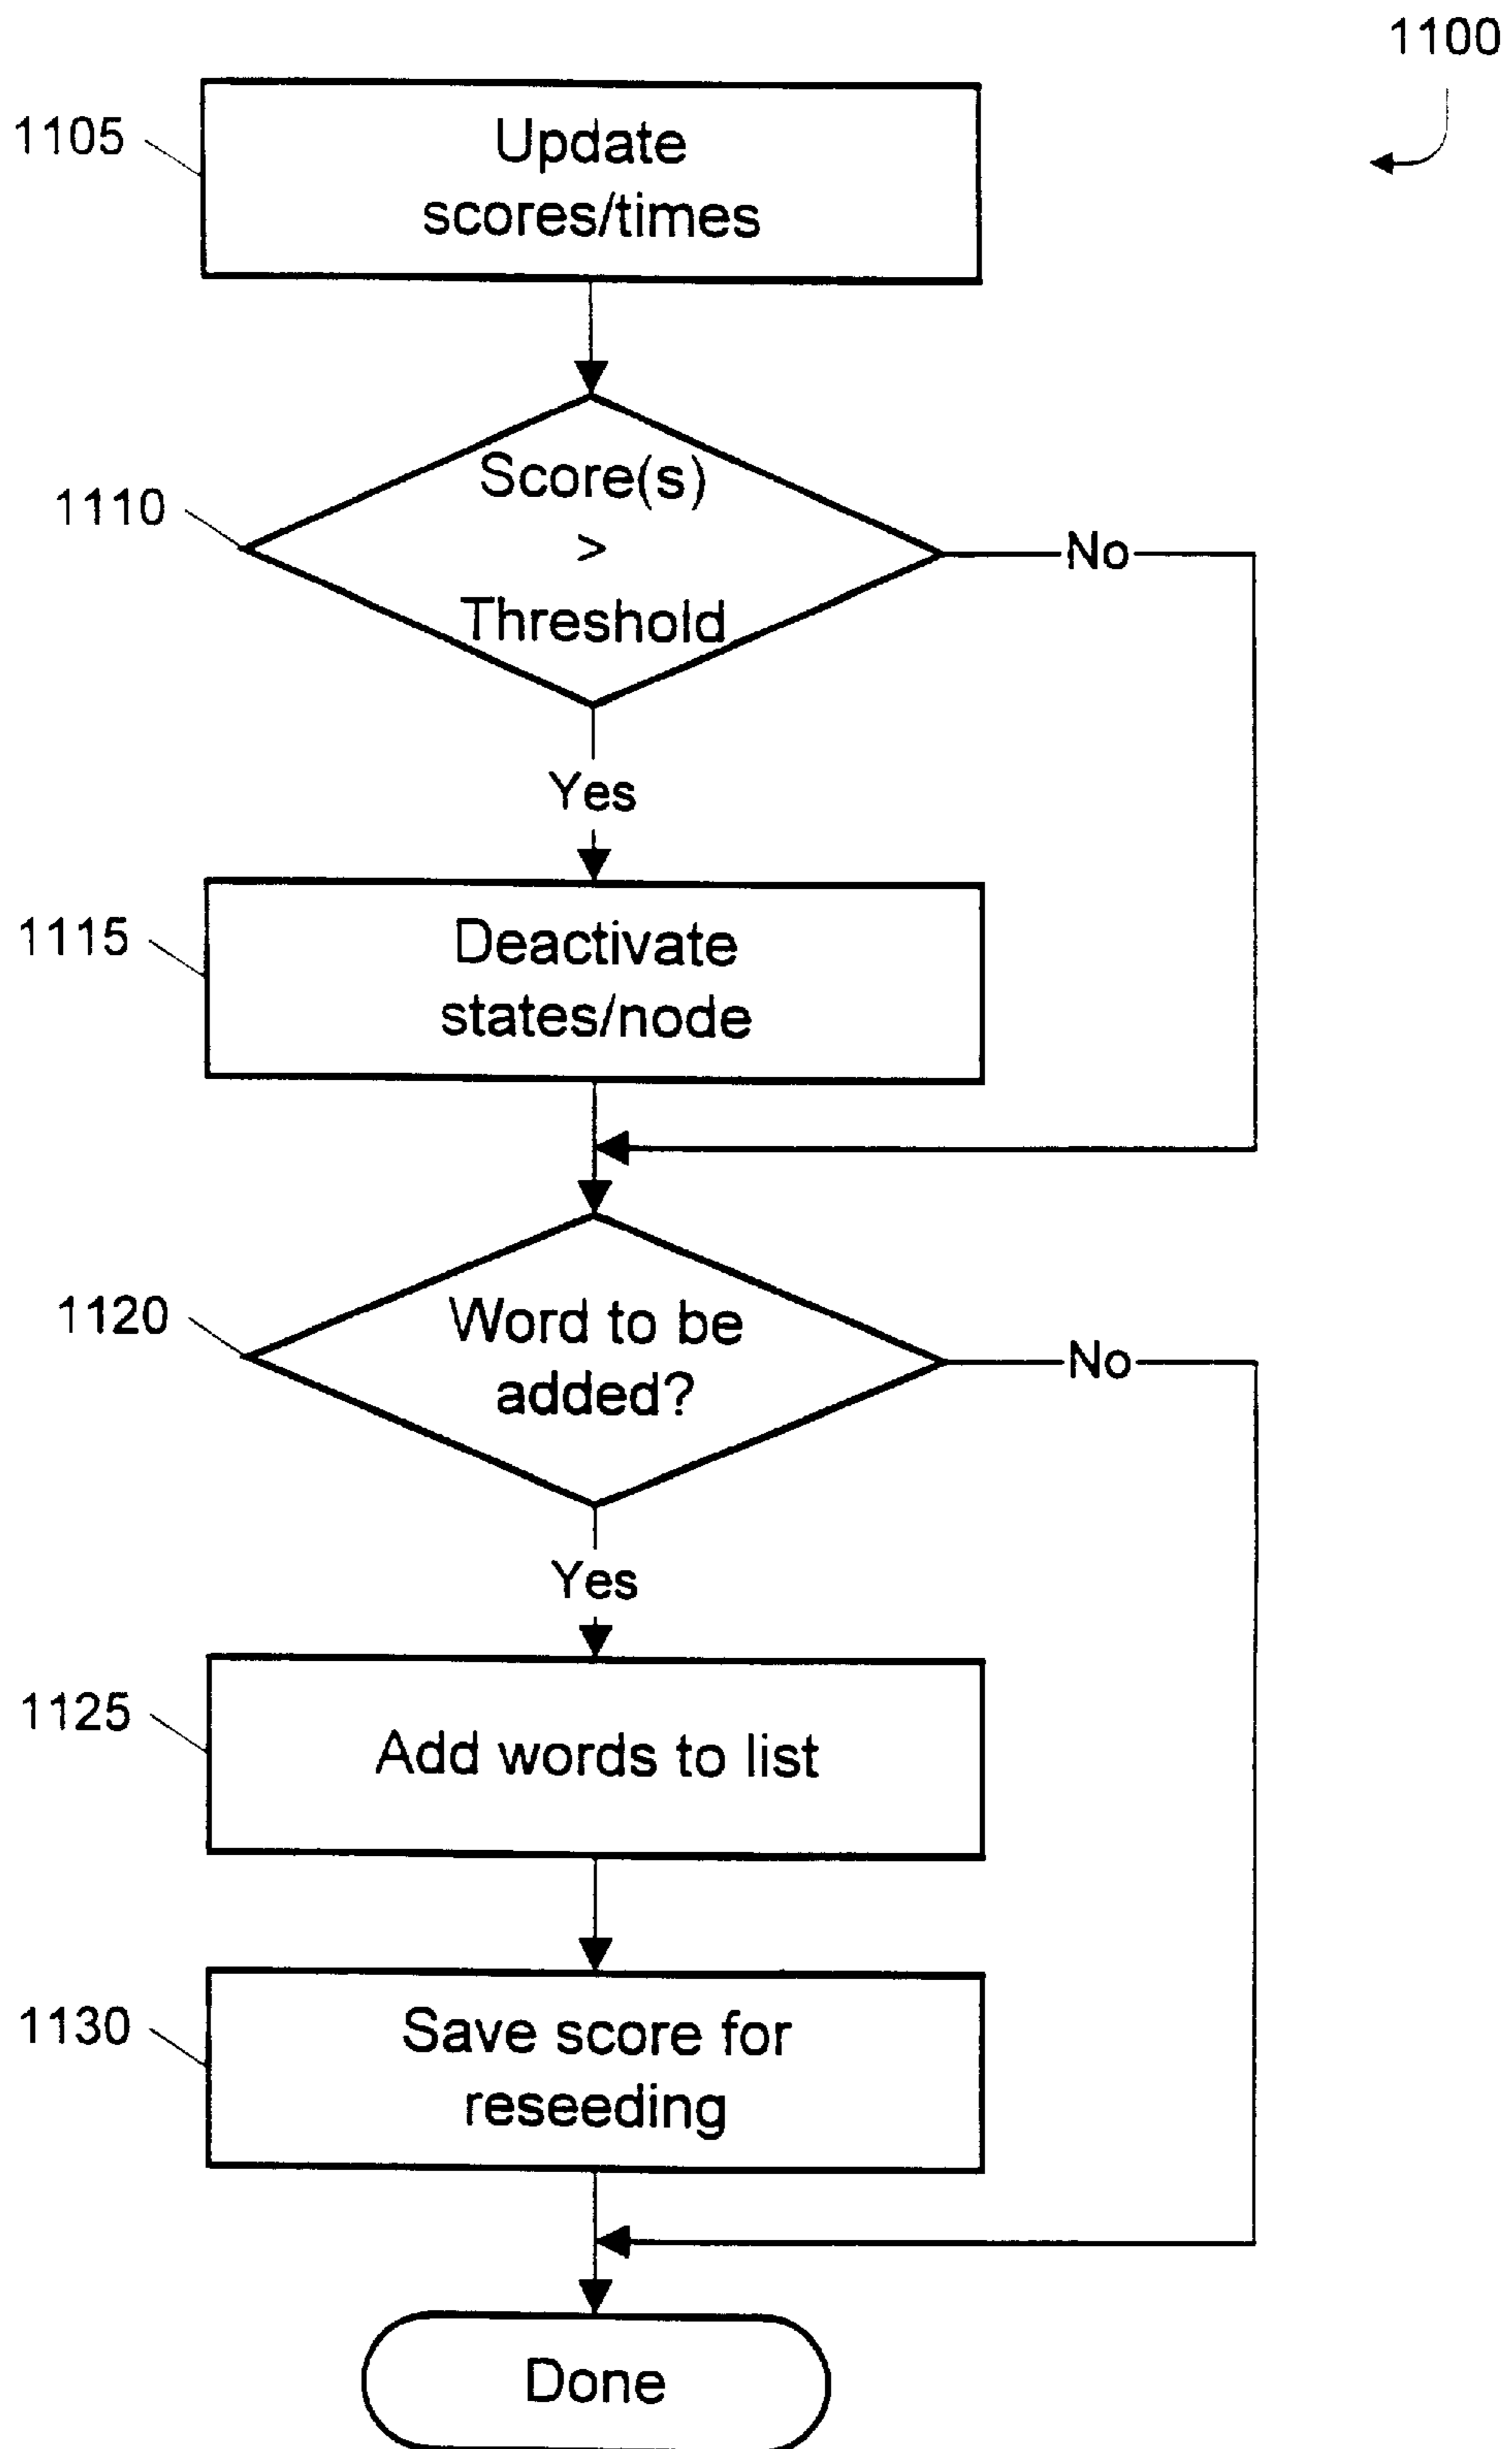 1100
1105
Update
scores/times
1110
Score(s)
>
Threshold
No
Yes
1115
Deactivate
states/node
1120
Word to be
added?
No
Yes
1125
Add words to list
1130
Save score for
reseeding
Done